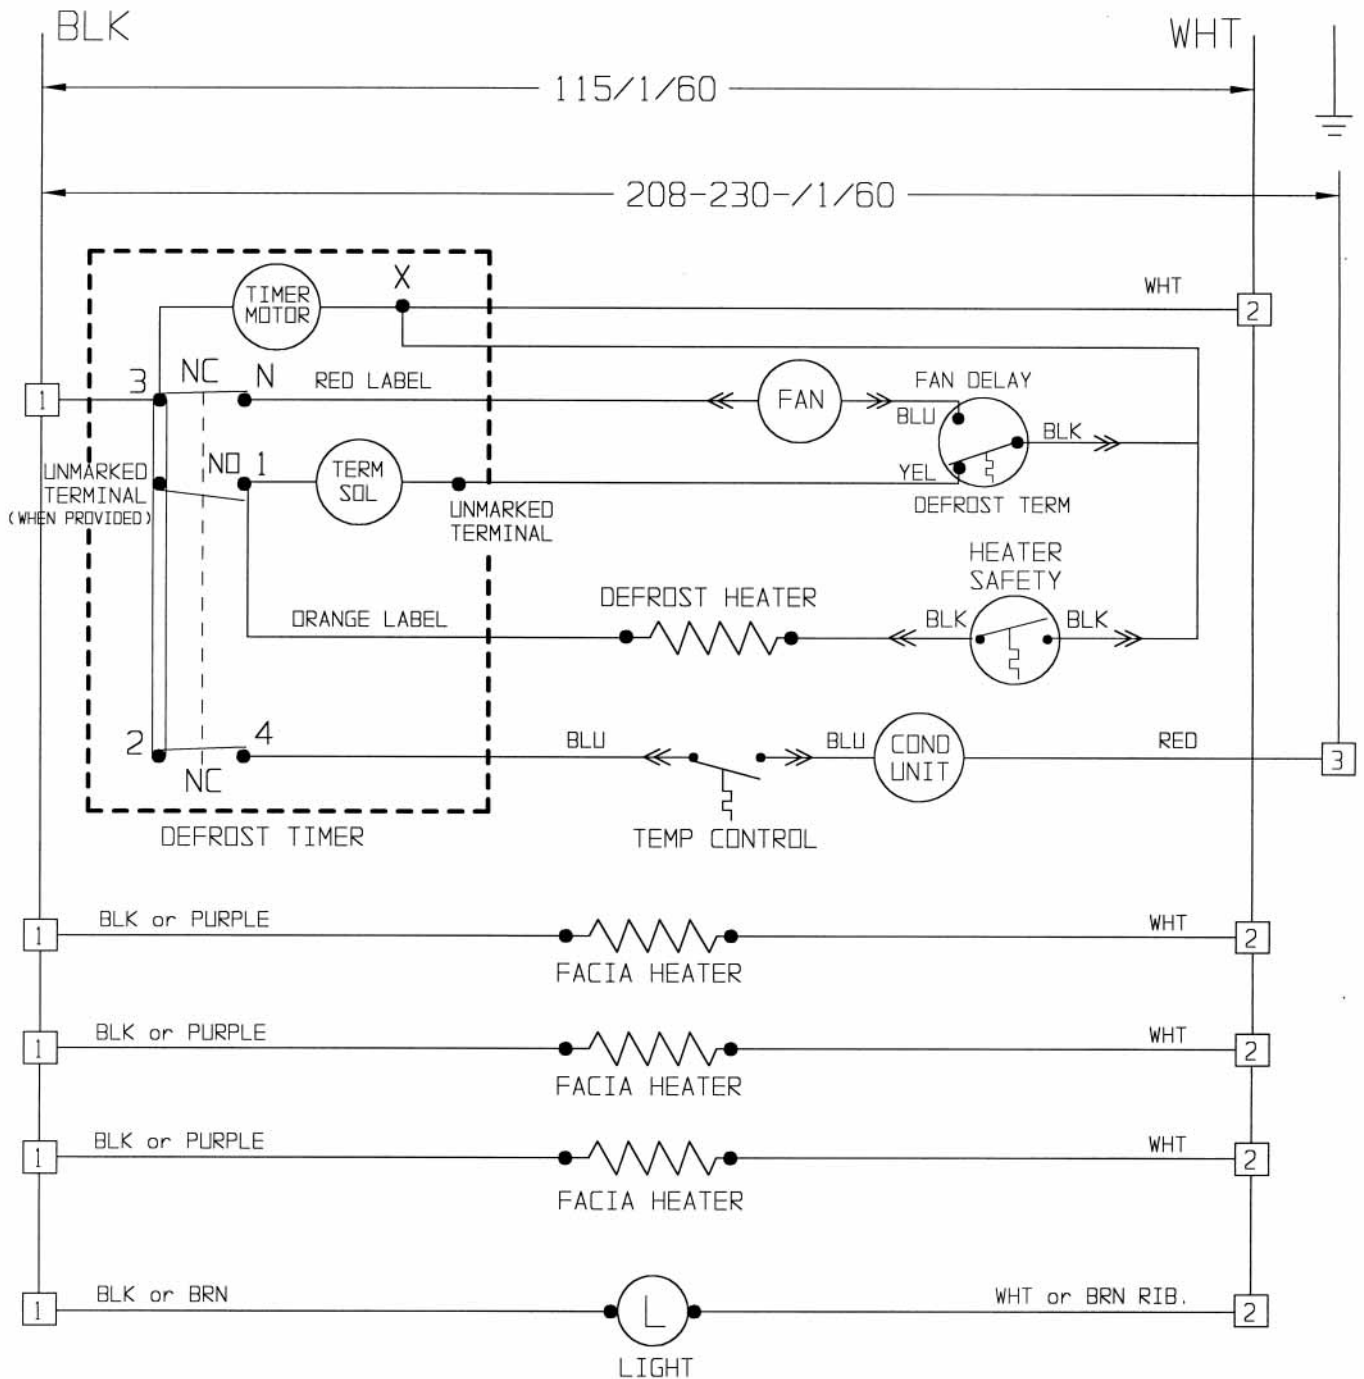 BLK
WHT
115/1/60
208-230-/1/60
TIMER
MOTOR
X
WHT
2
3
NC
N
RED LABEL
FAN
FAN DELAY
1
BLU
BLK
UNMARKED
TERMINAL
(WHEN PROVIDED)
NO 1
TERM
SOL
UNMARKED
TERMINAL
YEL
DEFROST TERM
HEATER
SAFETY
DEFROST HEATER
ORANGE LABEL
BLK
BLK
2
4
NC
BLU
BLU
COND
UNIT
RED
3
DEFROST TIMER
TEMP CONTROL
1
BLK or PURPLE
FACIA HEATER
WHT
2
1
BLK or PURPLE
FACIA HEATER
WHT
2
1
BLK or PURPLE
FACIA HEATER
WHT
2
1
BLK or BRN
L
LIGHT
WHT or BRN RIB.
2